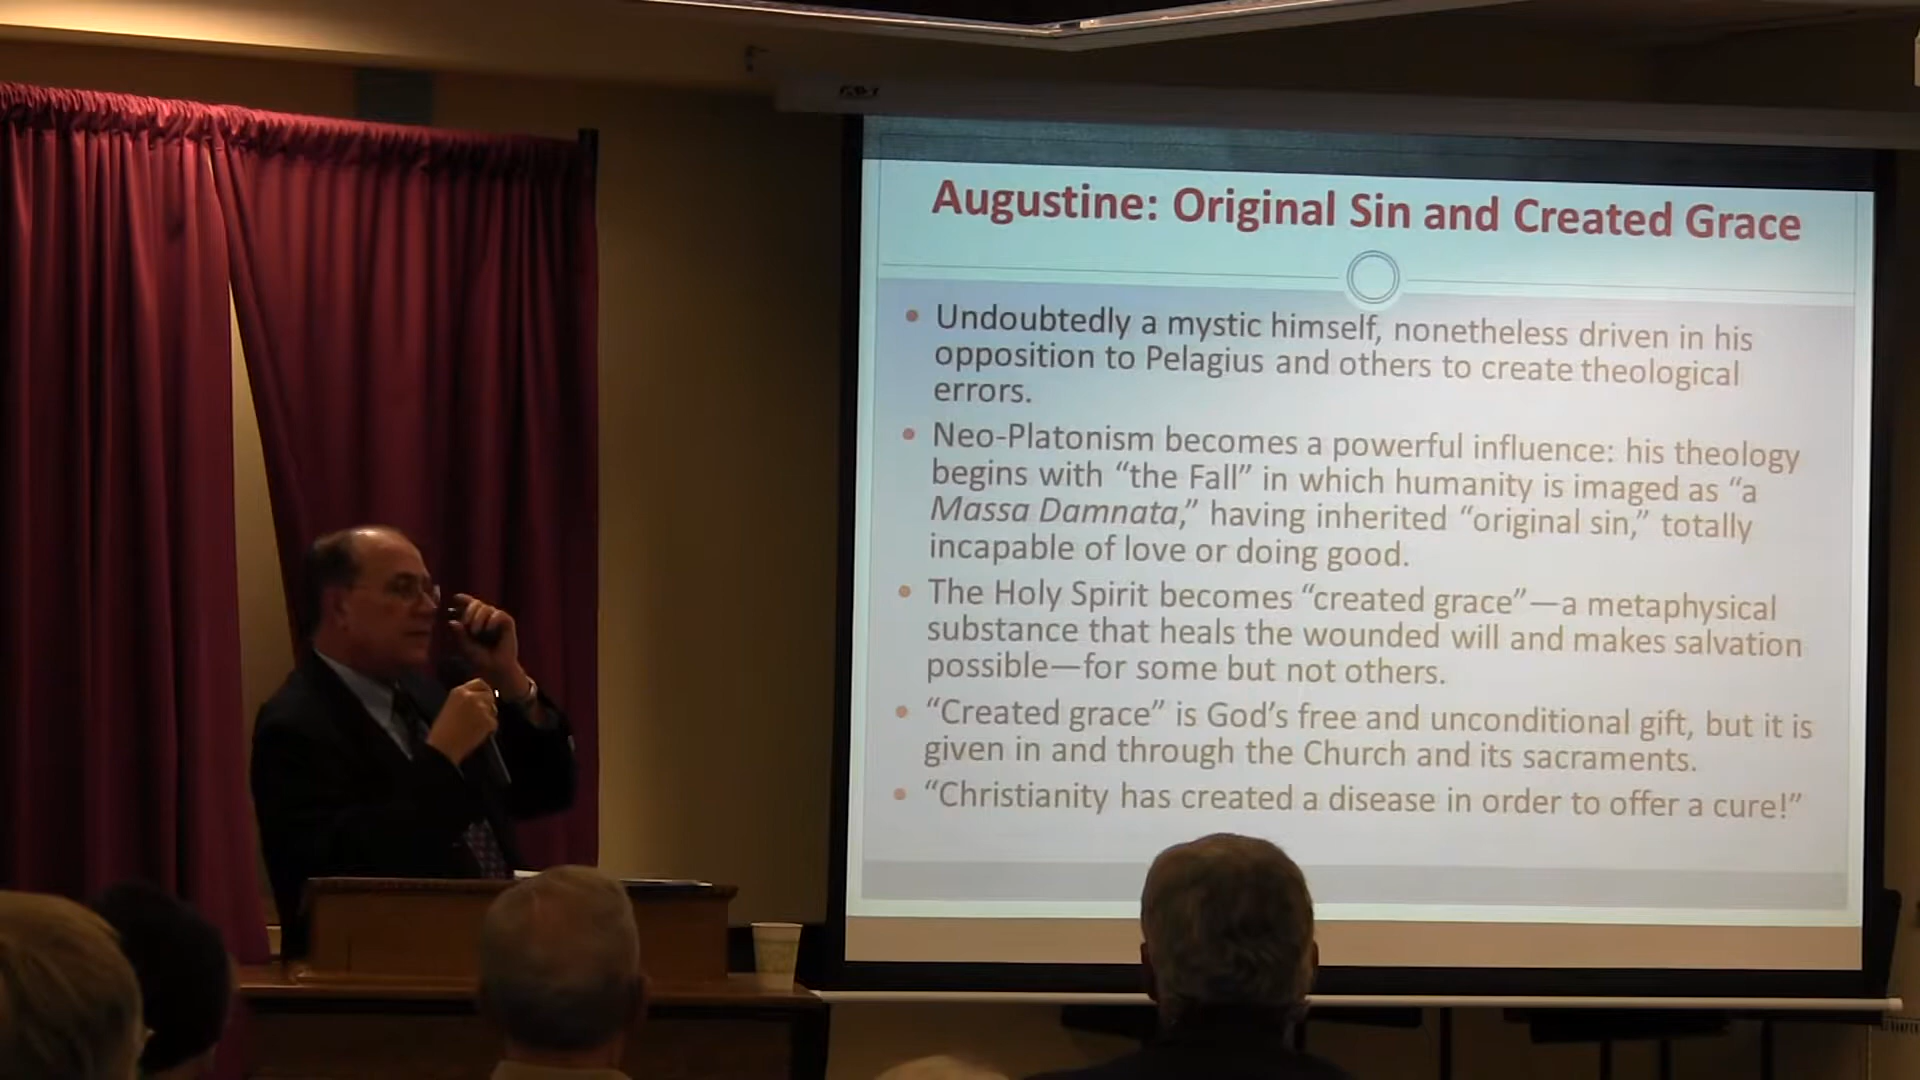 Augustine: Original Sin and Created Grace
• Undoubtedly a mystic himself, nonetheless driven in his
opposition to Pelagius and others to create theological
errors.
• Neo-Platonism becomes a powerful influence: his theology
begins with “the Fall” in which humanity is imaged as “a
Massa Damnata,” having inherited “original sin,” totally
incapable of love or doing good.
• The Holy Spirit becomes “created grace”—a metaphysical
substance that heals the wounded will and makes salvation
possible—for some but not others.
• “Created grace” is God’s free and unconditional gift, but it is
given in and through the Church and its sacraments.
• “Christianity has created a disease in order to offer a cure!”